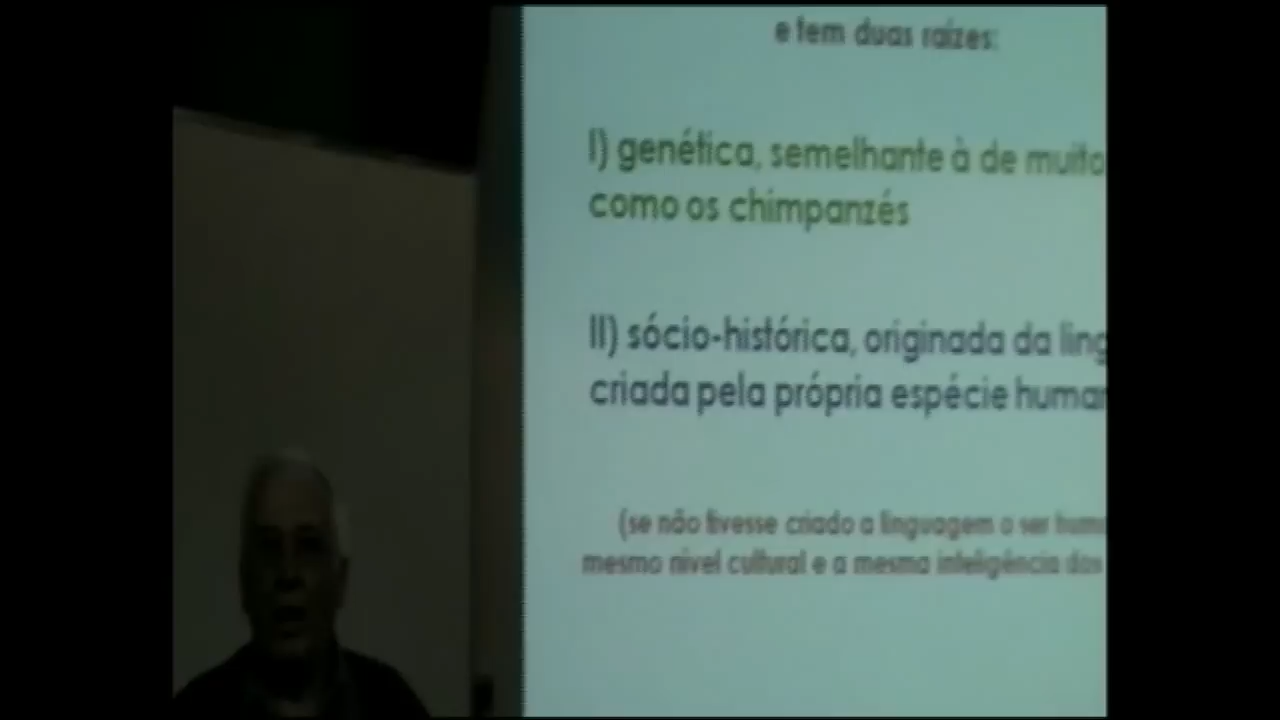 e tem duas raízes:
I) genética, semelhante à de muito
como os chimpanzés
II) sócio-histórica, originada da ling
criada pela própria espécie human
(se não tivesse criado a linguagem o ser huma
mesmo nível cultural e a mesma inteligência dos